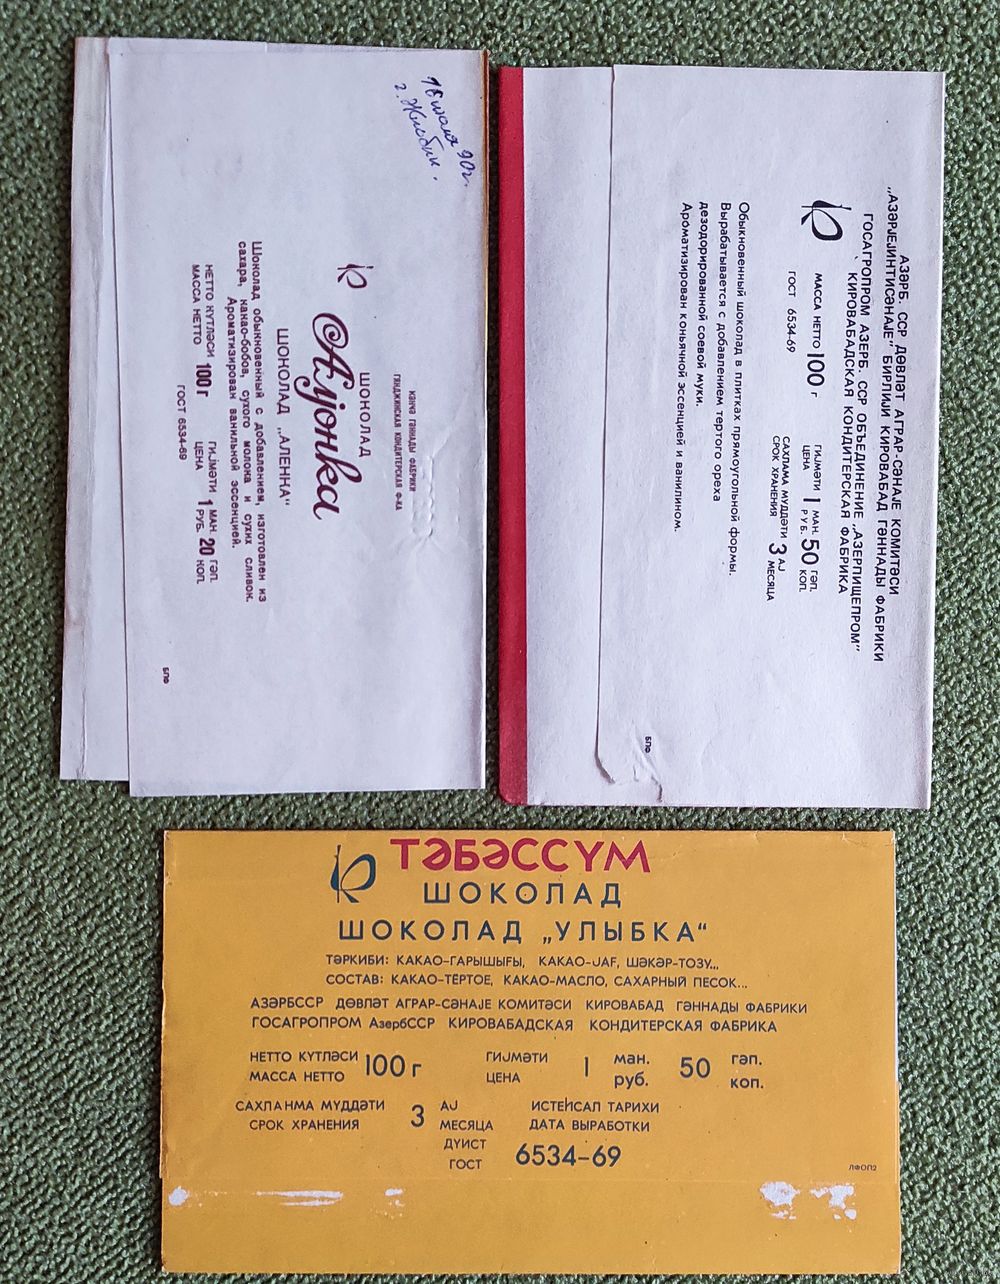 18 июля 90г.
г. Жлобин.
КӘНЧӘ ГӘННАДЫ ФАБРИКИ
ГЯНДЖИНСКАЯ КОНДИТЕРСКАЯ Ф-КА
ШОКОЛАД
Алјонка
ШОКОЛАД „АЛЕНКА“
Шоколад обыкновенный с добавлением, изготовлен из
сахара, какао-бобов, сухого молока и сухих сливок.
Ароматизирован ванильной эссенцией.
НЕТТО КҮТЛӘСИ 100 г ГИЈМӘТИ 1 МАН. 20 ГӘП.
МАССА НЕТТО ЦЕНА РУБ. КОП.
ГОСТ 6534-69
БПФ
АЗӘРБ. ССР ДӨВЛӘТ АГРАР-СӘНАЈЕ КОМИТӘСИ
„АЗӘРЈЕЈИНТИСӘНАЈЕ“ БИРЛИЈИ КИРОВАБАД ГӘННАДЫ ФАБРИКИ
ГОСАГРОПРОМ АЗЕРБ. ССР ОБЪЕДИНЕНИЕ „АЗЕРПИЩЕПРОМ“
КИРОВАБАДСКАЯ КОНДИТЕРСКАЯ ФАБРИКА
МАССА НЕТТО 100 г ГИЈМӘТИ 1 МАН. 50 ГӘП.
ЦЕНА РУБ. КОП.
ГОСТ 6534-69 САХЛАМА МҮДДӘТИ 3 АЈ
СРОК ХРАНЕНИЯ МЕСЯЦА
Обыкновенный шоколад в плитках прямоугольной формы.
Вырабатывается с добавлением тертого ореха
дезодорированной соевой муки.
Ароматизирован коньячной эссенцией и ванилином.
БПФ
ТӘБӘССҮМ
ШОКОЛАД
ШОКОЛАД „УЛЫБКА“
ТӘРКИБИ: КАКАО-ГАРЫШЫҒЫ, КАКАО-ЈАҒ, ШӘКӘР-ТОЗУ...
СОСТАВ: КАКАО-ТЕРТОЕ, КАКАО-МАСЛО, САХАРНЫЙ ПЕСОК...
АЗӘРБССР ДӨВЛӘТ АГРАР-СӘНАЈЕ КОМИТӘСИ КИРОВАБАД ГӘННАДЫ ФАБРИКИ
ГОСАГРОПРОМ АзербССР КИРОВАБАДСКАЯ КОНДИТЕРСКАЯ ФАБРИКА
НЕТТО КҮТЛӘСИ 100 г ГИЈМӘТИ 1 ман. 50 гәп.
МАССА НЕТТО ЦЕНА руб. коп.
САХЛАНМА МҮДДӘТИ 3 АЈ ИСТЕҺСАЛ ТАРИХИ
СРОК ХРАНЕНИЯ МЕСЯЦА ДАТА ВЫРАБОТКИ
ДҮИСТ 6534-69
ГОСТ
ЛФОП2